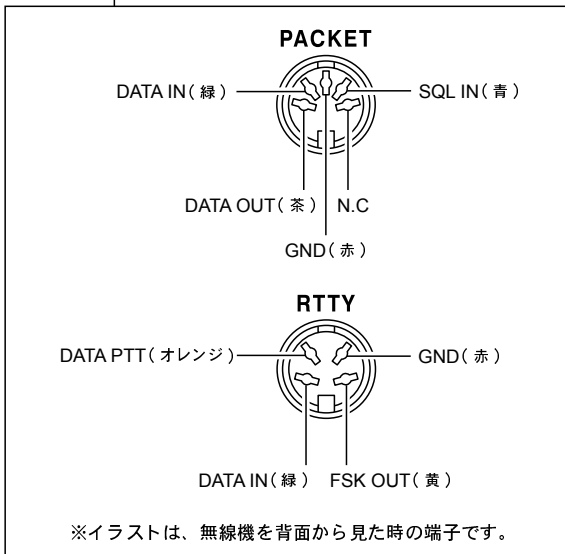 PACKET
DATA IN(緑)
SQL IN(青)
DATA OUT(茶)
N.C
GND(赤)
RTTY
DATA PTT(オレンジ)
GND(赤)
DATA IN(緑)
FSK OUT(黄)
※イラストは、無線機を背面から見た時の端子です。